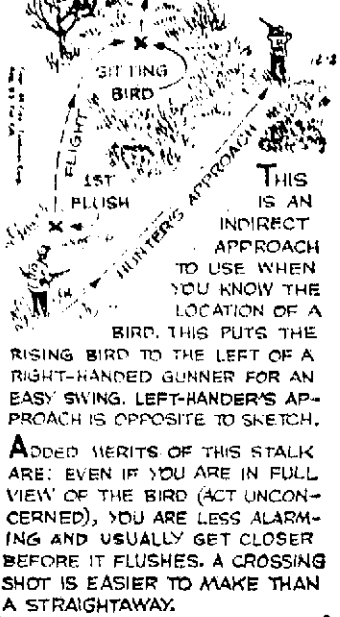 SITTING
BIRD
FLIGHT
1ST
FLUSH
HUNTER'S APPROACH
12-8
THIS
IS AN
INDIRECT
APPROACH
TO USE WHEN
YOU KNOW THE
LOCATION OF A
BIRD. THIS PUTS THE
RISING BIRD TO THE LEFT OF A
RIGHT-HANDED GUNNER FOR AN
EASY SWING. LEFT-HANDER'S AP-
PROACH IS OPPOSITE TO SKETCH.
ADDED MERITS OF THIS STALK
ARE: EVEN IF YOU ARE IN FULL
VIEW OF THE BIRD (ACT UNCON-
CERNED), YOU ARE LESS ALARM-
ING AND USUALLY GET CLOSER
BEFORE IT FLUSHES. A CROSSING
SHOT IS EASIER TO MAKE THAN
A STRAIGHTAWAY.